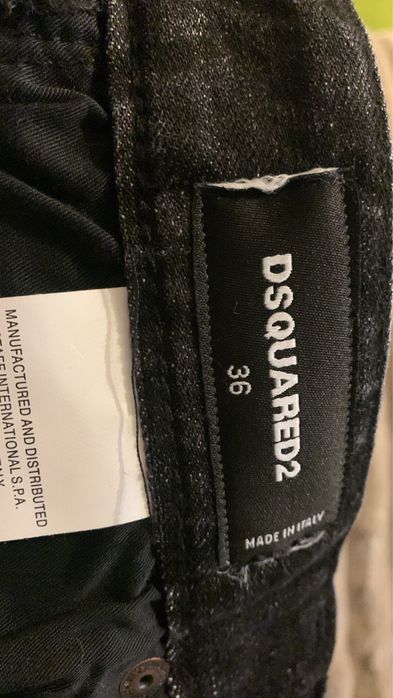 DSQUARED2
36
MADE IN ITALY
MANUFACTURED AND DISTRIBUTED
INTERNATIONAL S.P.A.